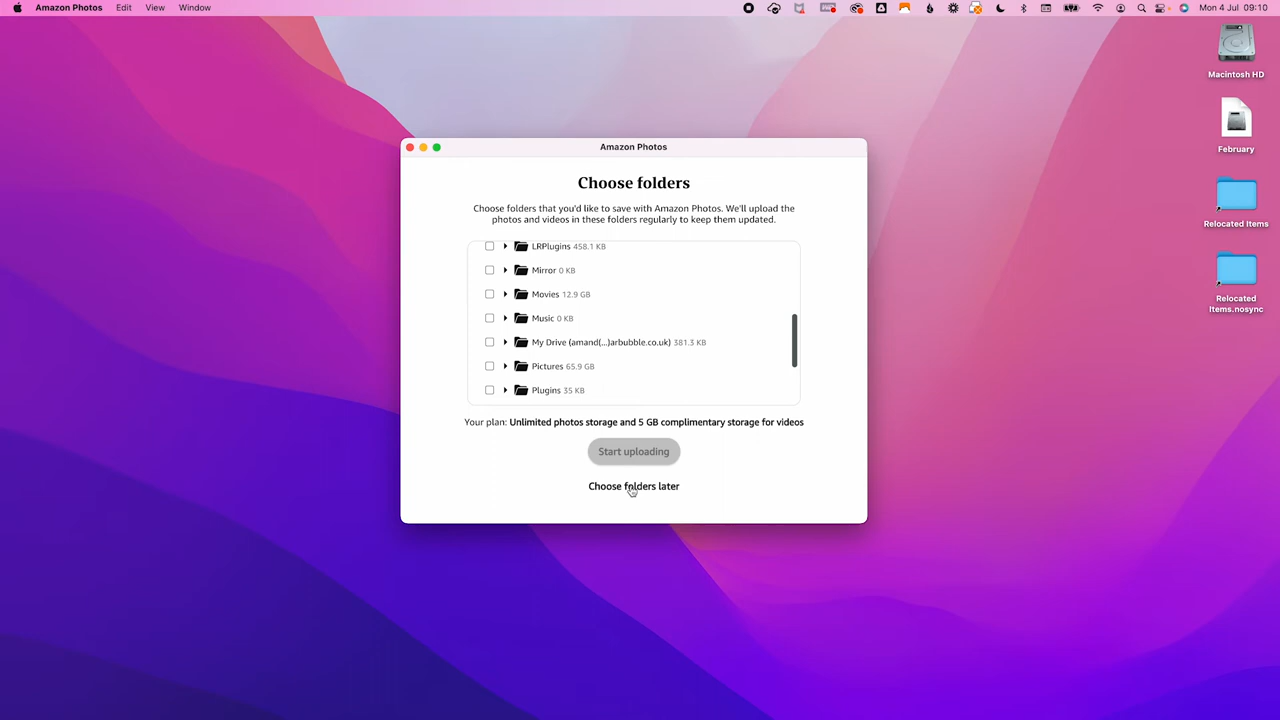 Amazon Photos Edit View Window Mon 4 Jul 09:10
Macintosh HD
February
Relocated Items
Relocated
Items.nosync
Amazon Photos
Choose folders
Choose folders that you'd like to save with Amazon Photos. We'll upload the
photos and videos in these folders regularly to keep them updated.
LRPlugins 458.1 KB
Mirror 0 KB
Movies 12.9 GB
Music 0 KB
My Drive (amand(...)arbubble.co.uk) 381.3 KB
Pictures 65.9 GB
Plugins 35 KB
Your plan: Unlimited photos storage and 5 GB complimentary storage for videos
Start uploading
Choose folders later